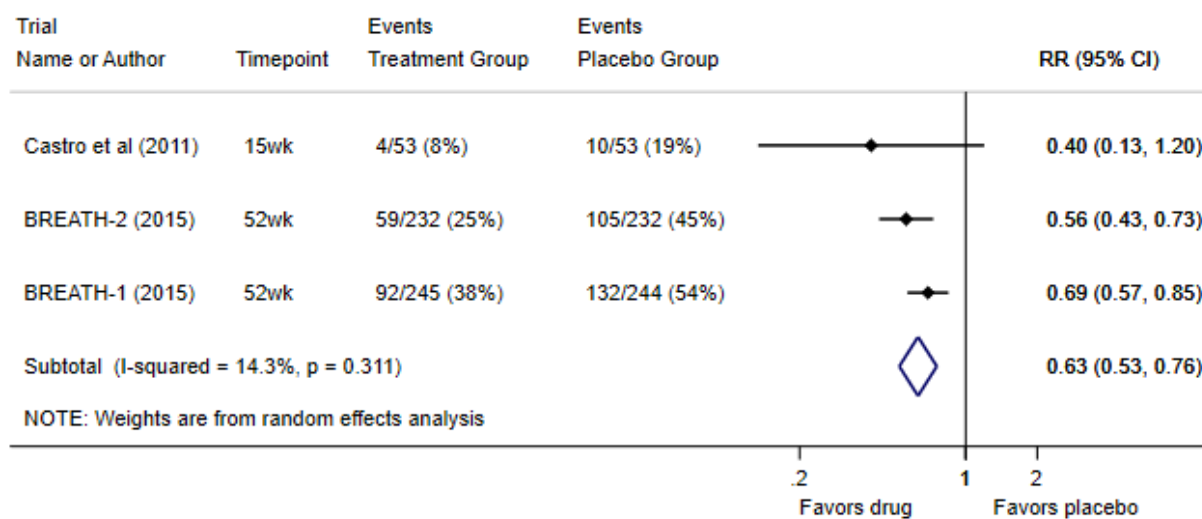 Trial Events Events
Name or Author Timepoint Treatment Group Placebo Group RR (95% CI)
Castro et al (2011) 15wk 4/53 (8%) 10/53 (19%) 0.40 (0.13, 1.20)
BREATH-2 (2015) 52wk 59/232 (25%) 105/232 (45%) 0.56 (0.43, 0.73)
BREATH-1 (2015) 52wk 92/245 (38%) 132/244 (54%) 0.69 (0.57, 0.85)
Subtotal (I-squared = 14.3%, p = 0.311) 0.63 (0.53, 0.76)
NOTE: Weights are from random effects analysis
.2 1 2
Favors drug Favors placebo